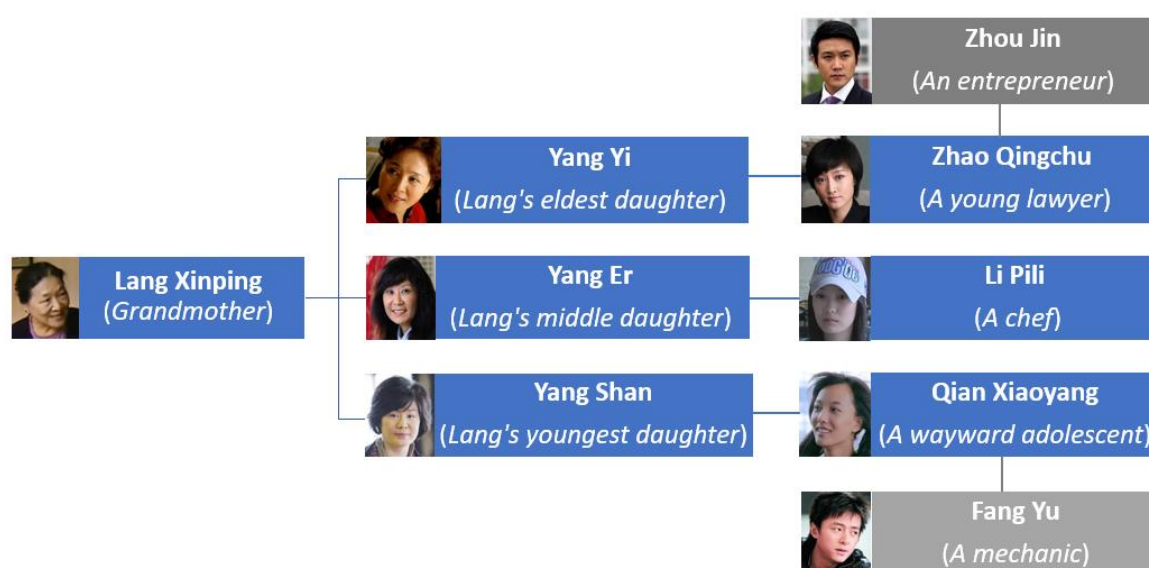 Zhou Jin
(An entrepreneur)
Yang Yi
(Lang's eldest daughter)
Zhao Qingchu
(A young lawyer)
Lang Xinping
(Grandmother)
Yang Er
(Lang's middle daughter)
Li Pili
(A chef)
Yang Shan
(Lang's youngest daughter)
Qian Xiaoyang
(A wayward adolescent)
Fang Yu
(A mechanic)